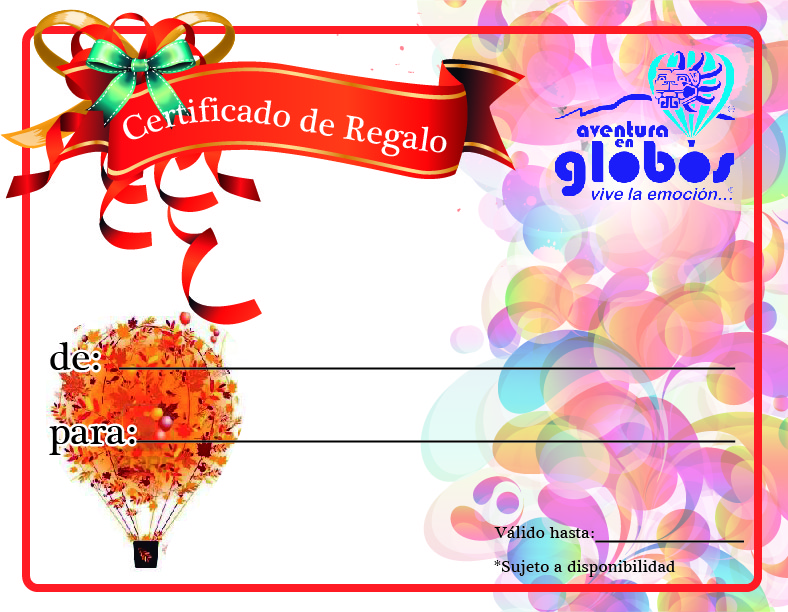 Certificado de Regalo
aventura
en
globos
vive la emoción...
de:
para:
Válido hasta:
*Sujeto a disponibilidad